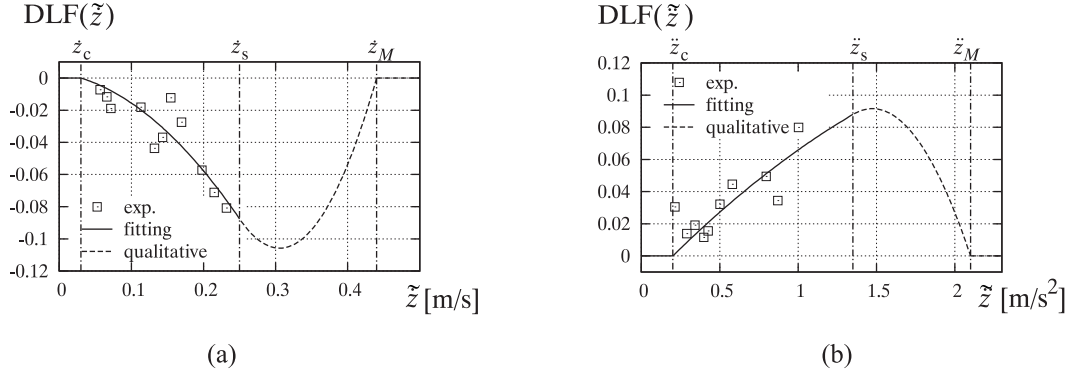 DLF(z̃)
ż_c ż_s ż_M
0
-0.02
-0.04
-0.06
-0.08
-0.1
-0.12
exp.
fitting
qualitative
0 0.1 0.2 0.3 0.4
z̃ [m/s]
(a)
DLF(z̃)
z̈_c z̈_s z̈_M
0.12
0.1
0.08
0.06
0.04
0.02
0
exp.
fitting
qualitative
0 0.5 1 1.5 2
z̃ [m/s²]
(b)